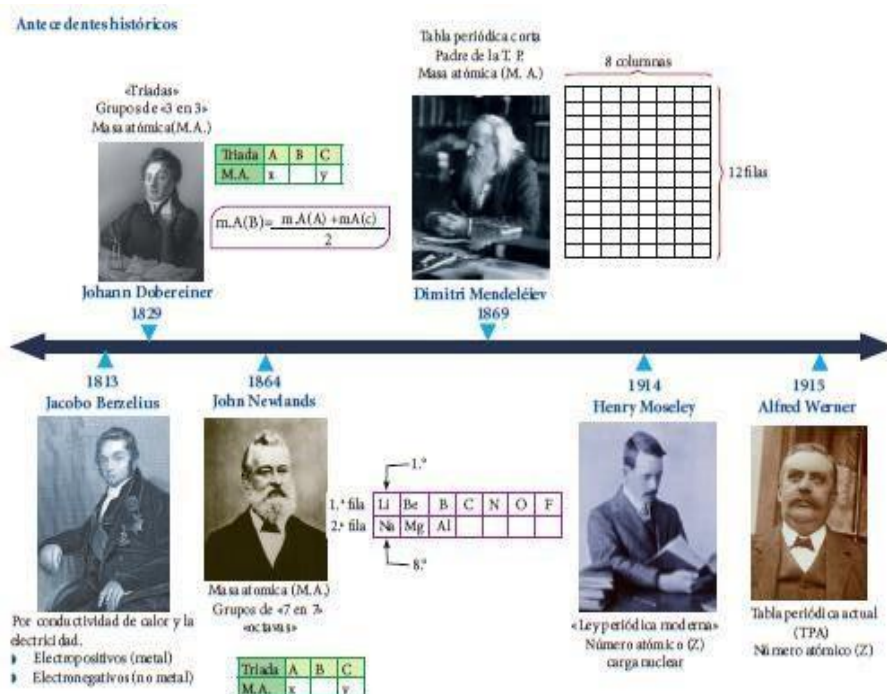 Antecedentes históricos
«Triadas»
Grupos de «3 en 3»
Masa atómica(M.A.)
Triada A B C
M.A. x y
m.A(B)= m.A(A) +mA(c)
2
Johann Dobereiner
1829
Tabla periódica corta
Padre de la T. P.
Masa atómica (M. A.)
8 columnas
12 filas
Dimitri Mendeléiev
1869
1813
Jacobo Berzelius
Por conductividad de calor y la
electricidad.
Electropositivos (metal)
Electronegativos (no metal)
1864
John Newlands
Masa atomica (M.A.)
Grupos de «7 en 7»
«octavas»
Triada A B C
M.A. x y
1.ª
1.ª fila Li Be B C N O F
2.ª fila Na Mg Al
8.ª
1914
Henry Moseley
«Ley periódica moderna»
Número atómico (Z)
carga nuclear
1915
Alfred Werner
Tabla periódica actual
(TPA)
Número atómico (Z)